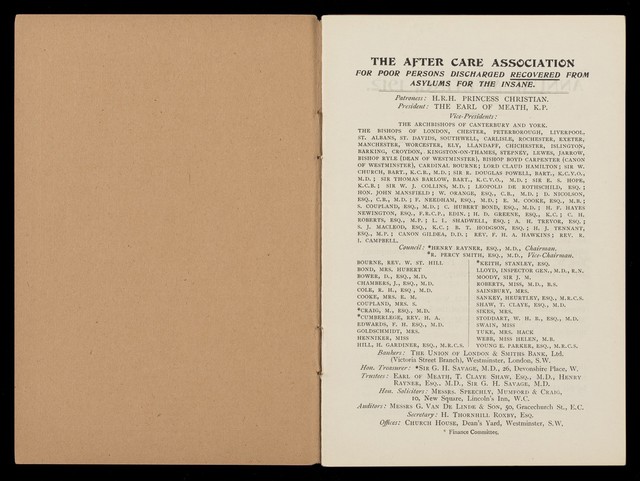 THE AFTER CARE ASSOCIATION
FOR POOR PERSONS DISCHARGED RECOVERED FROM
ASYLUMS FOR THE INSANE.
Patroness: H.R.H. PRINCESS CHRISTIAN.
President: THE EARL OF MEATH, K.P.
Vice-Presidents:
THE ARCHBISHOPS OF CANTERBURY AND YORK.
THE BISHOPS OF LONDON, CHESTER, PETERBOROUGH, LIVERPOOL,
ST. ALBANS, ST. DAVIDS, SOUTHWELL, CARLISLE, ROCHESTER, EXETER,
MANCHESTER, WORCESTER, ELY, LLANDAFF, CHICHESTER, ISLINGTON,
BARKING, CROYDON, KINGSTON-ON-THAMES, STEPNEY, LEWES, JARROW,
BISHOP RYLE (DEAN OF WESTMINSTER), BISHOP BOYD CARPENTER (CANON
OF WESTMINSTER), CARDINAL BOURNE; LORD CLAUD HAMILTON; SIR W.
CHURCH, BART., K.C.B., M.D.; SIR R. DOUGLAS POWELL, BART., K.C.V.O.,
M.D.; SIR THOMAS BARLOW, BART., K.C.V.O., M.D.; SIR E. S. HOPE,
K.C.B.; SIR W. J. COLLINS, M.D.; LEOPOLD DE ROTHSCHILD, ESQ.;
HON. JOHN MANSFIELD; W. ORANGE, ESQ., C.B., M.D.; D. NICOLSON,
ESQ., C.B., M.D.; F. NEEDHAM, ESQ., M.D.; E. M. COOKE, ESQ., M.B.;
S. COUPLAND, ESQ., M.D.; C. HUBERT BOND, ESQ., M.D.; H. F. HAYES
NEWINGTON, ESQ., F.R.C.P., EDIN.; H. D. GREENE, ESQ., K.C.; C. H.
ROBERTS, ESQ., M.P.; L. L. SHADWELL, ESQ.; A. H. TREVOR, ESQ.;
S. J. MACLEOD, ESQ., K.C.; R. T. HODGSON, ESQ.; H. J. TENNANT,
ESQ., M.P.; CANON GILDEA, D.D.; REV. F. H. A. HAWKINS; REV. R.
J. CAMPBELL.
Council: *HENRY RAYNER, ESQ., M.D., Chairman.
*R. PERCY SMITH, ESQ., M.D., Vice-Chairman.
BOURNE, REV. W. ST. HILL
BOND, MRS. HUBERT
BOWER, D., ESQ., M.D.
CHAMBERS, J., ESQ., M.D.
COLE, R. H., ESQ., M.D.
COOKE, MRS. E. M.
COUPLAND, MRS. S.
*CRAIG, M., ESQ., M.D.
*CUMBERLEGE, REV. H. A.
EDWARDS, F. H. ESQ., M.D.
GOLDSCHMIDT, MRS.
HENNIKER, MISS
HILL, H. GARDINER, ESQ., M.R.C.S.
*KEITH, STANLEY, ESQ.
LLOYD, INSPECTOR GEN., M.D., R.N.
MOODY, SIR J. M.
ROBERTS, MISS, M.D., B.S.
SAINSBURY, MRS.
SANKEY, HEURTLEY, ESQ., M.R.C.S.
SHAW, T. CLAYE, ESQ., M.D.
SIKES, MRS.
STODDART, W. H. B., ESQ., M.D.
SWAIN, MISS
TUKE, MRS. HACK
WEBB, MISS HELEN, M.B.
YOUNG E. PARKER, ESQ., M.R.C.S.
Bankers: THE UNION OF LONDON & SMITHS BANK, Ltd.
(Victoria Street Branch), Westminster, London, S.W.
Hon. Treasurer: *SIR G. H. SAVAGE, M.D., 26, Devonshire Place, W.
Trustees: EARL OF MEATH, T. CLAYE SHAW, ESQ., M.D., HENRY
RAYNER, ESQ., M.D., SIR G. H. SAVAGE, M.D.
Hon. Solicitors: MESSRS. SPEECHLY, MUMFORD & CRAIG,
10, New Square, Lincoln's Inn, W.C.
Auditors: MESSRS G. VAN DE LINDE & SON, 50, Gracechurch St., E.C.
Secretary: H. THORNHILL ROXBY, ESQ.
Offices: CHURCH HOUSE, Dean's Yard, Westminster, S.W.
* Finance Committee.